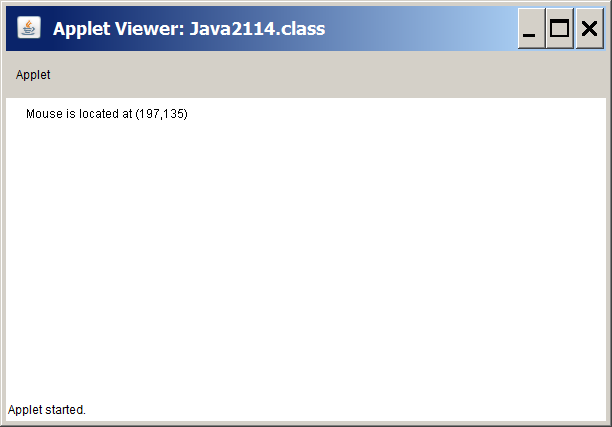 Applet Viewer: Java2114.class
Applet
Mouse is located at (197,135)
Applet started.